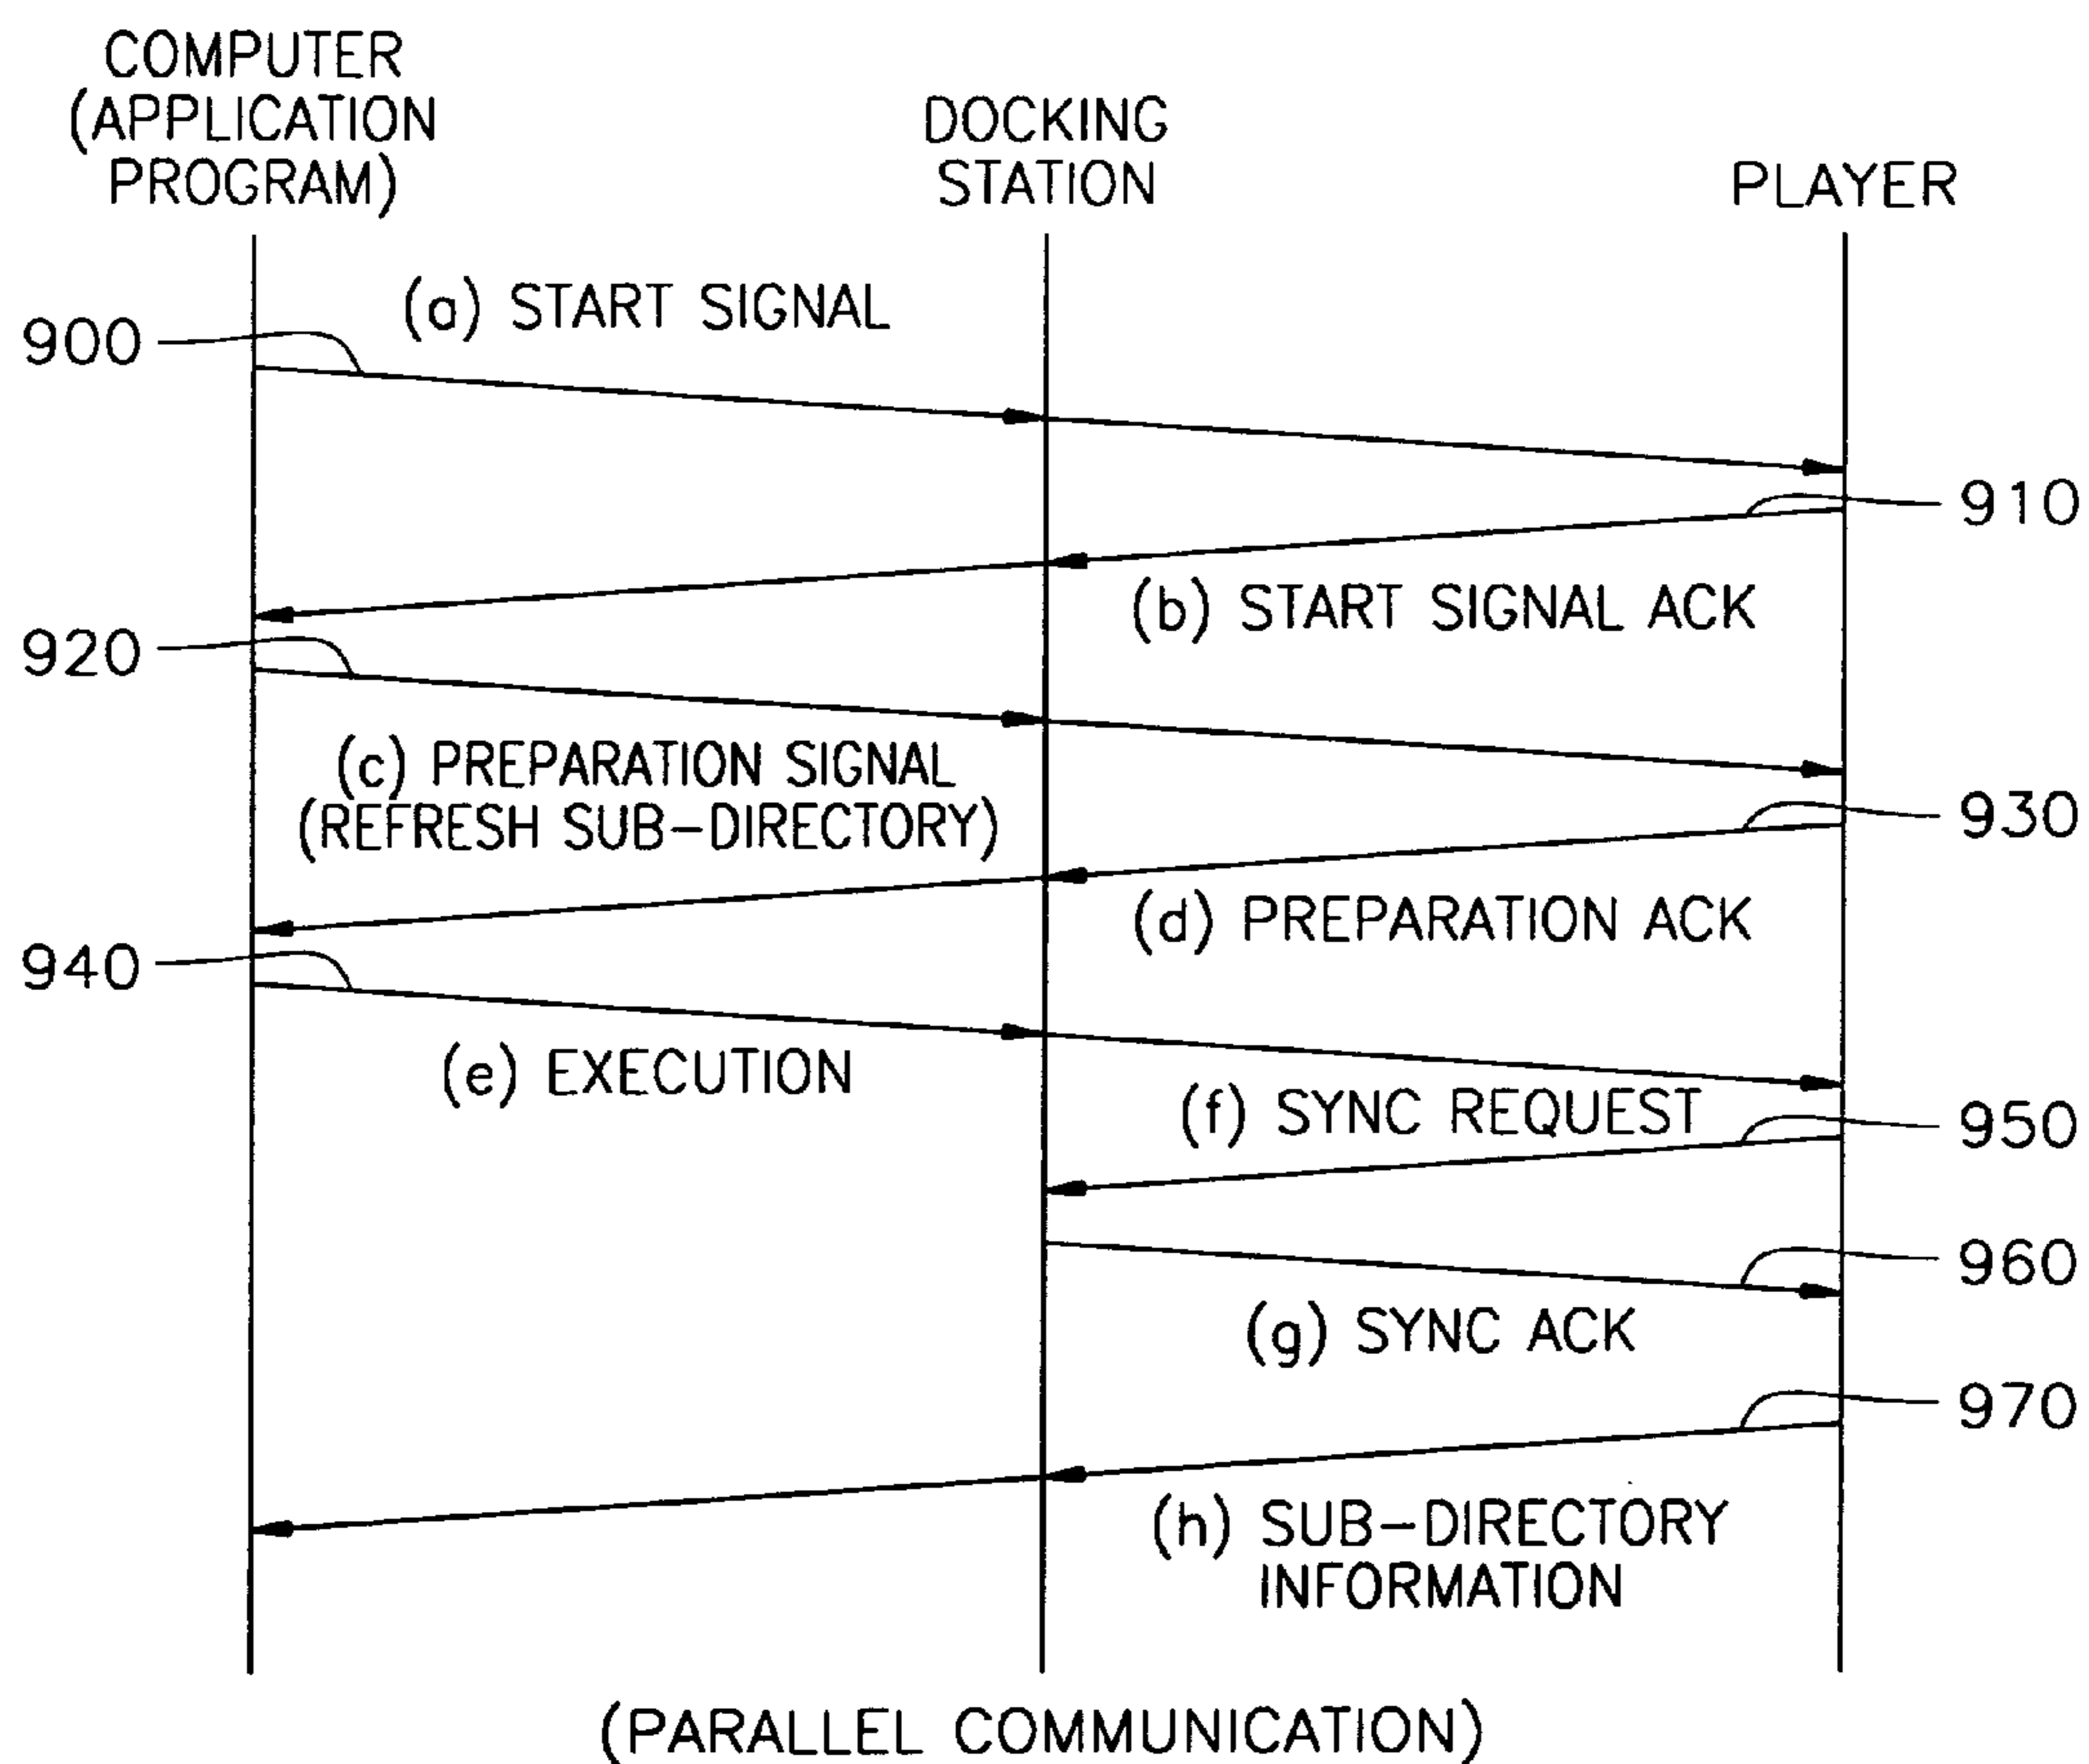 COMPUTER
(APPLICATION
PROGRAM)
DOCKING
STATION
PLAYER
(a) START SIGNAL
900
910
(b) START SIGNAL ACK
920
(c) PREPARATION SIGNAL
(REFRESH SUB-DIRECTORY)
930
(d) PREPARATION ACK
940
(e) EXECUTION
(f) SYNC REQUEST
950
960
(g) SYNC ACK
970
(h) SUB-DIRECTORY
INFORMATION
(PARALLEL COMMUNICATION)